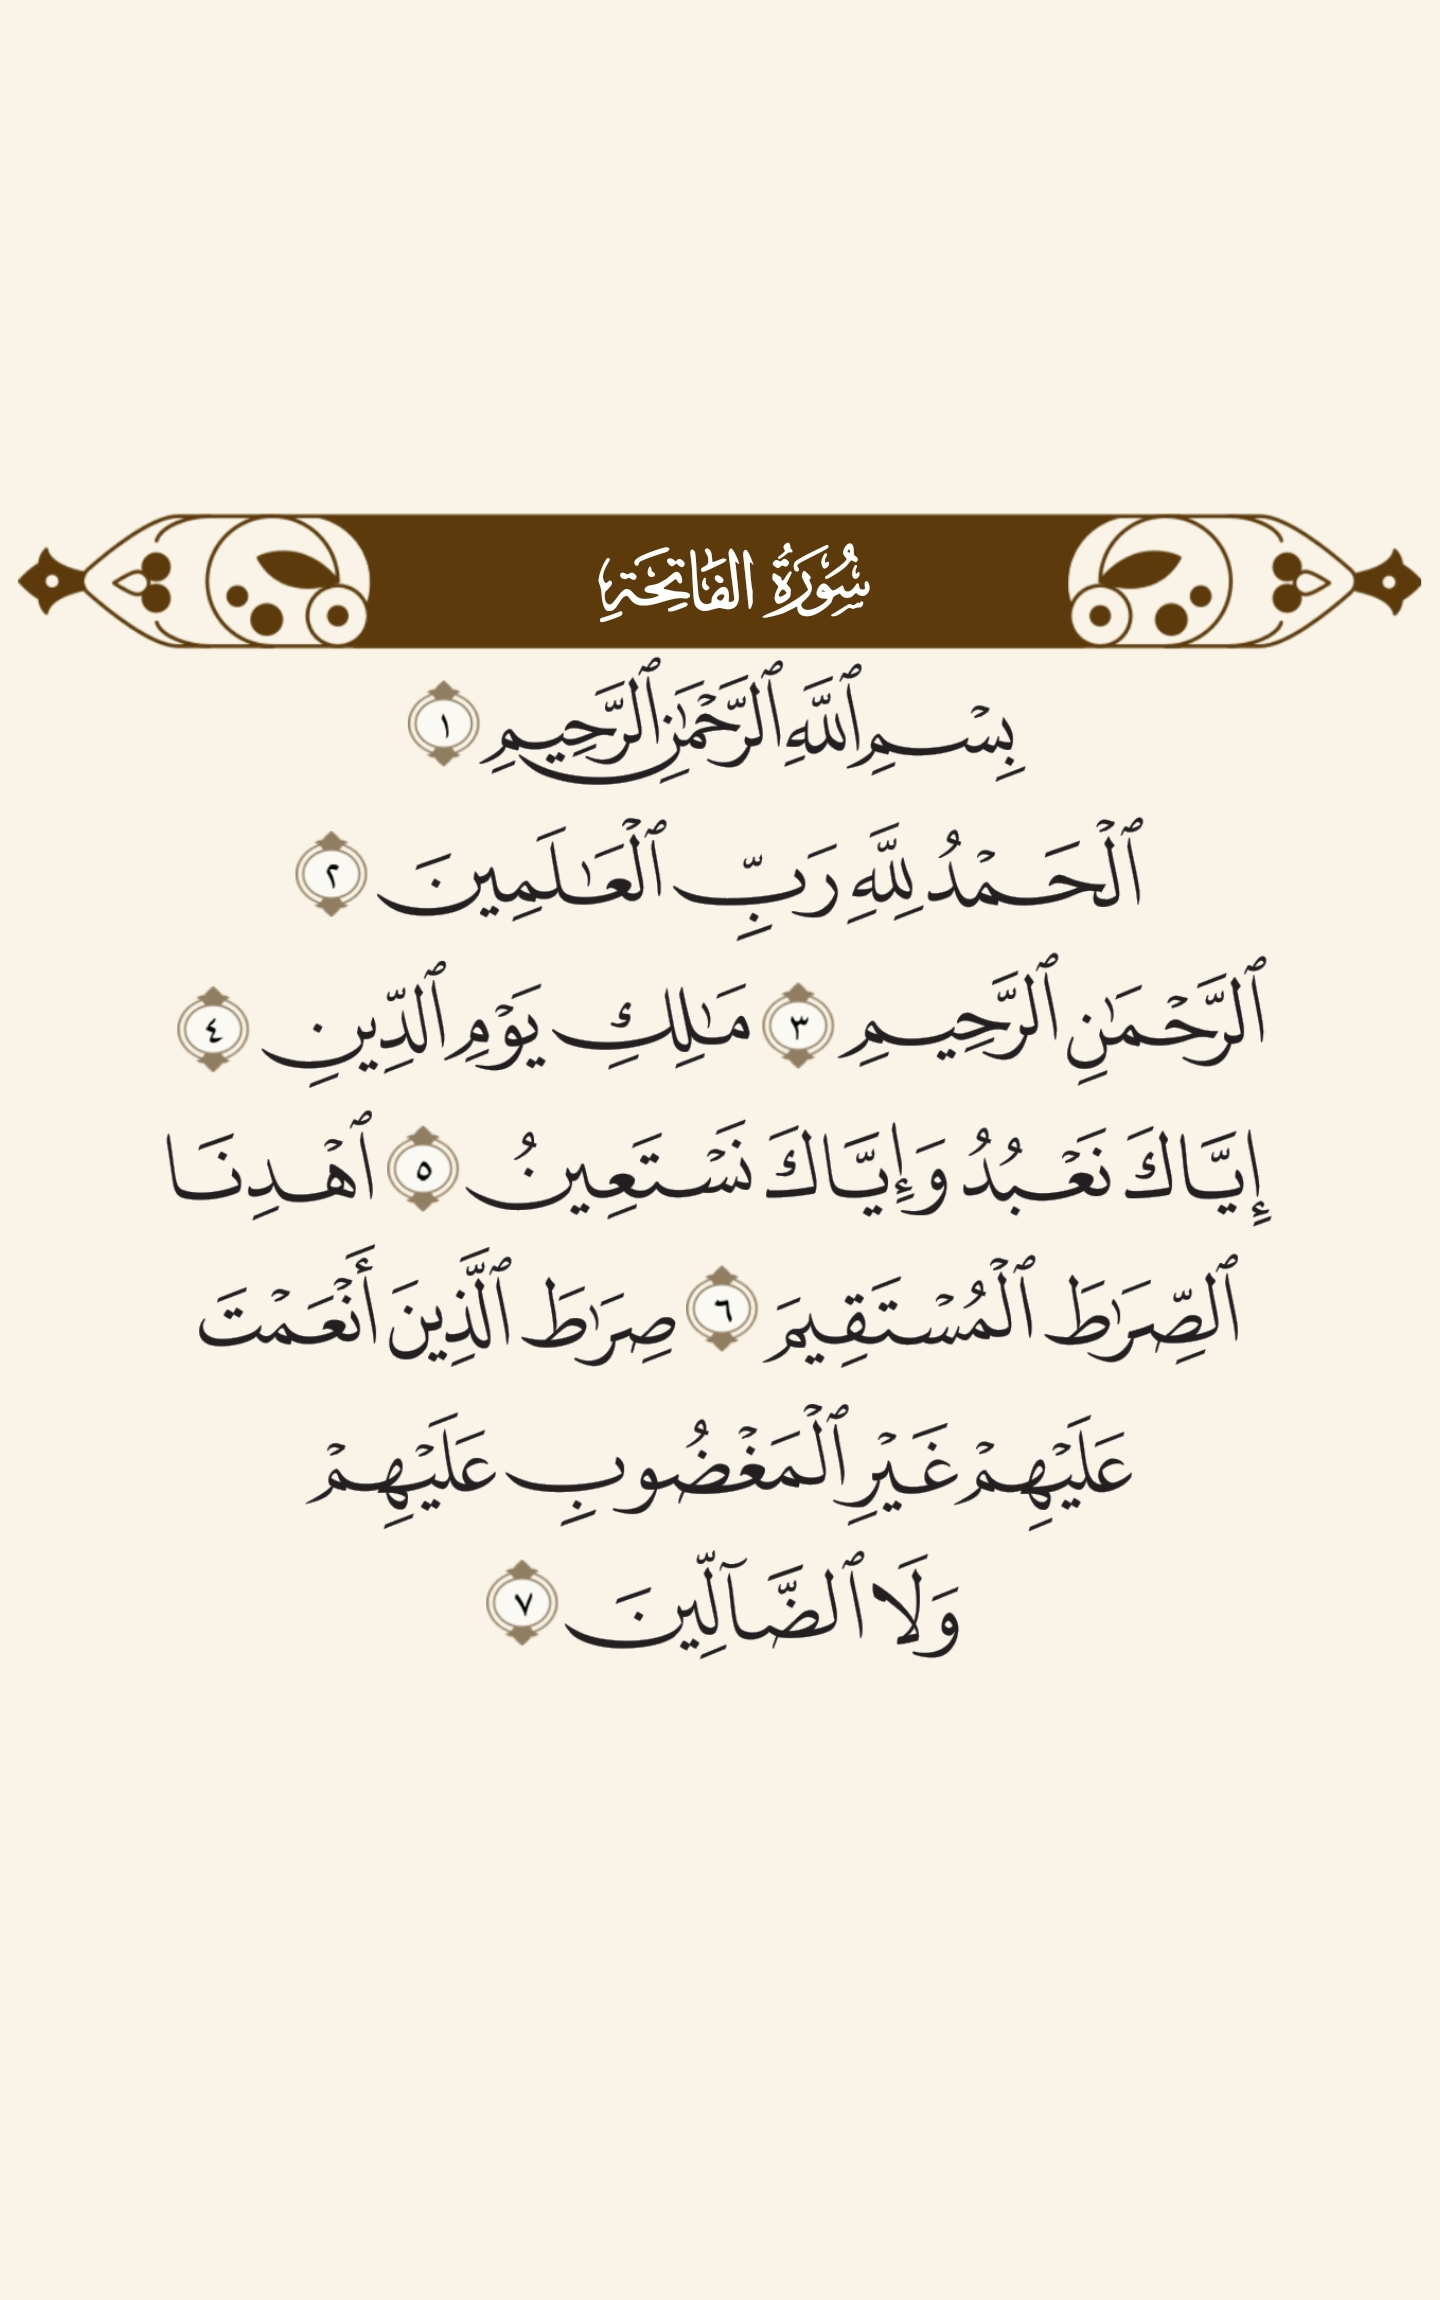 سُورَةُ الفَاتِحَةِ
بِسْمِ ٱللَّهِ ٱلرَّحْمَٰنِ ٱلرَّحِيمِ ١
ٱلْحَمْدُ لِلَّهِ رَبِّ ٱلْعَٰلَمِينَ ٢
ٱلرَّحْمَٰنِ ٱلرَّحِيمِ ٣ مَٰلِكِ يَوْمِ ٱلدِّينِ ٤
إِيَّاكَ نَعْبُدُ وَإِيَّاكَ نَسْتَعِينُ ٥ ٱهْدِنَا
ٱلصِّرَٰطَ ٱلْمُسْتَقِيمَ ٦ صِرَٰطَ ٱلَّذِينَ أَنْعَمْتَ
عَلَيْهِمْ غَيْرِ ٱلْمَغْضُوبِ عَلَيْهِمْ
وَلَا ٱلضَّآلِّينَ ٧